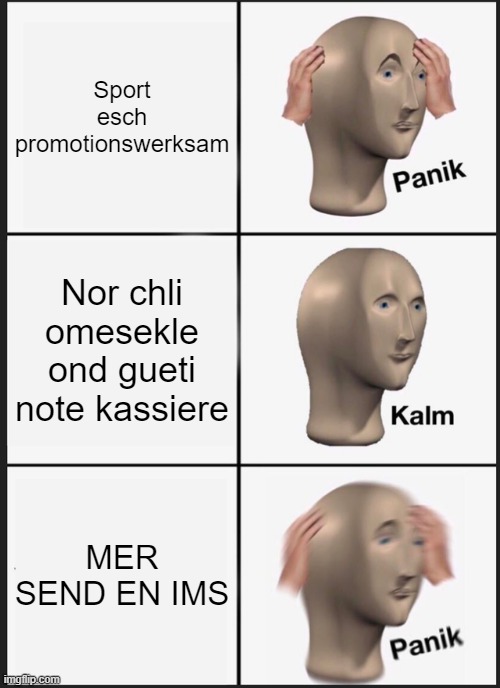 Sport
esch
promotionswerksam
Panik
Nor chli
omesekle
ond gueti
note kassiere
Kalm
MER
SEND EN IMS
Panik
imgflip.com